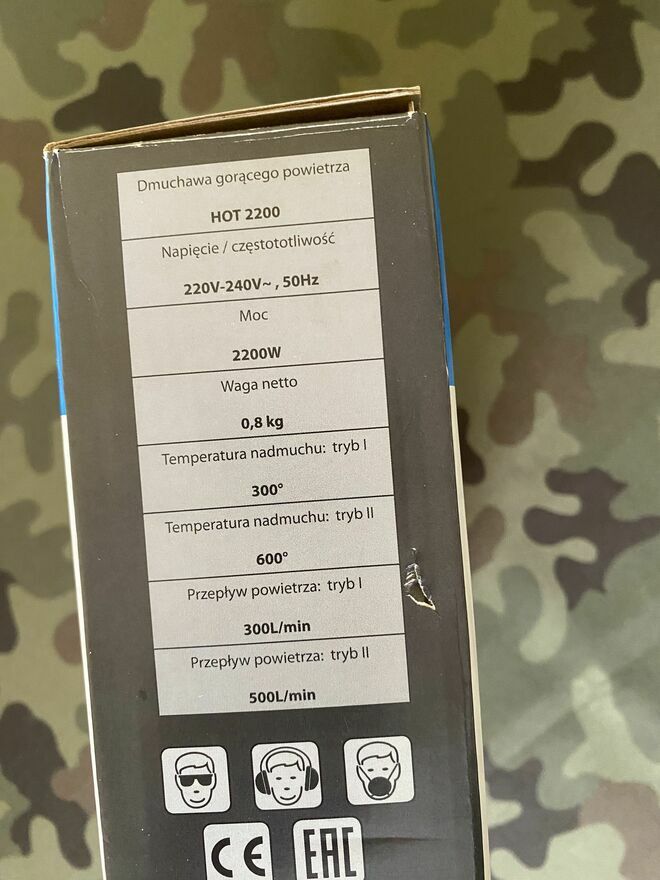 Dmuchawa gorącego powietrza
HOT 2200
Napięcie / częstototliwość
220V-240V~ , 50Hz
Moc
2200W
Waga netto
0,8 kg
Temperatura nadmuchu: tryb I
300°
Temperatura nadmuchu: tryb II
600°
Przepływ powietrza: tryb I
300L/min
Przepływ powietrza: tryb II
500L/min
CE EAC